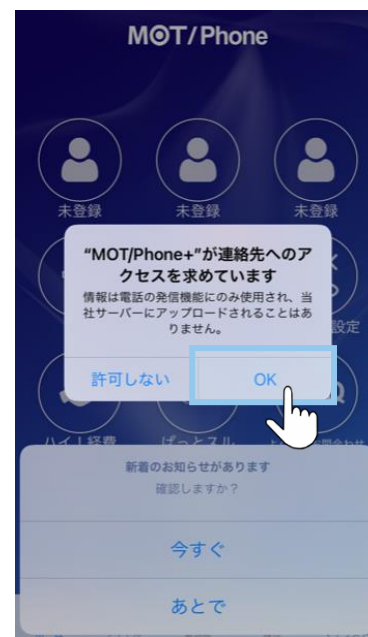 MOT/Phone
未登録 未登録 未登録
“MOT/Phone+”が連絡先へのア
クセスを求めています
情報は電話の発信機能にのみ使用され、当
社サーバーにアップロードされることはあ
りません。
設定
許可しない OK
ハイ！経費
新着のお知らせがあります
確認しますか？
今すぐ
あとで